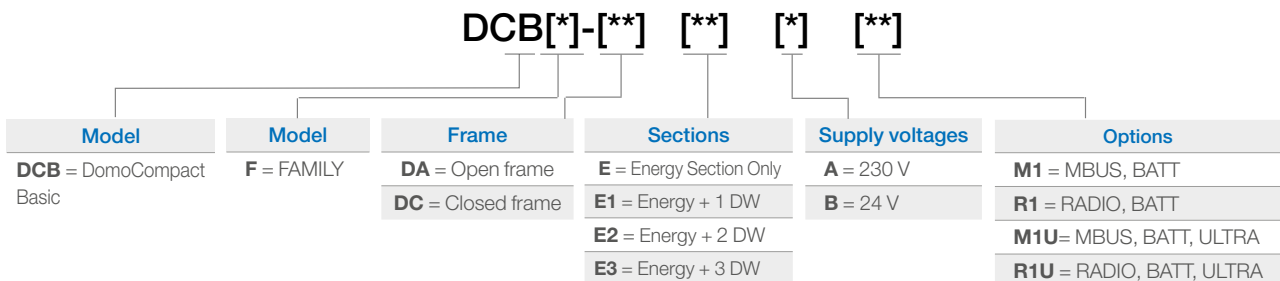 DCB[*]-[**] [**] [*] [**]
Model Model Frame Sections Supply voltages Options
DCB = DomoCompact Basic
F = FAMILY
DA = Open frame
DC = Closed frame
E = Energy Section Only
E1 = Energy + 1 DW
E2 = Energy + 2 DW
E3 = Energy + 3 DW
A = 230 V
B = 24 V
M1 = MBUS, BATT
R1 = RADIO, BATT
M1U= MBUS, BATT, ULTRA
R1U = RADIO, BATT, ULTRA